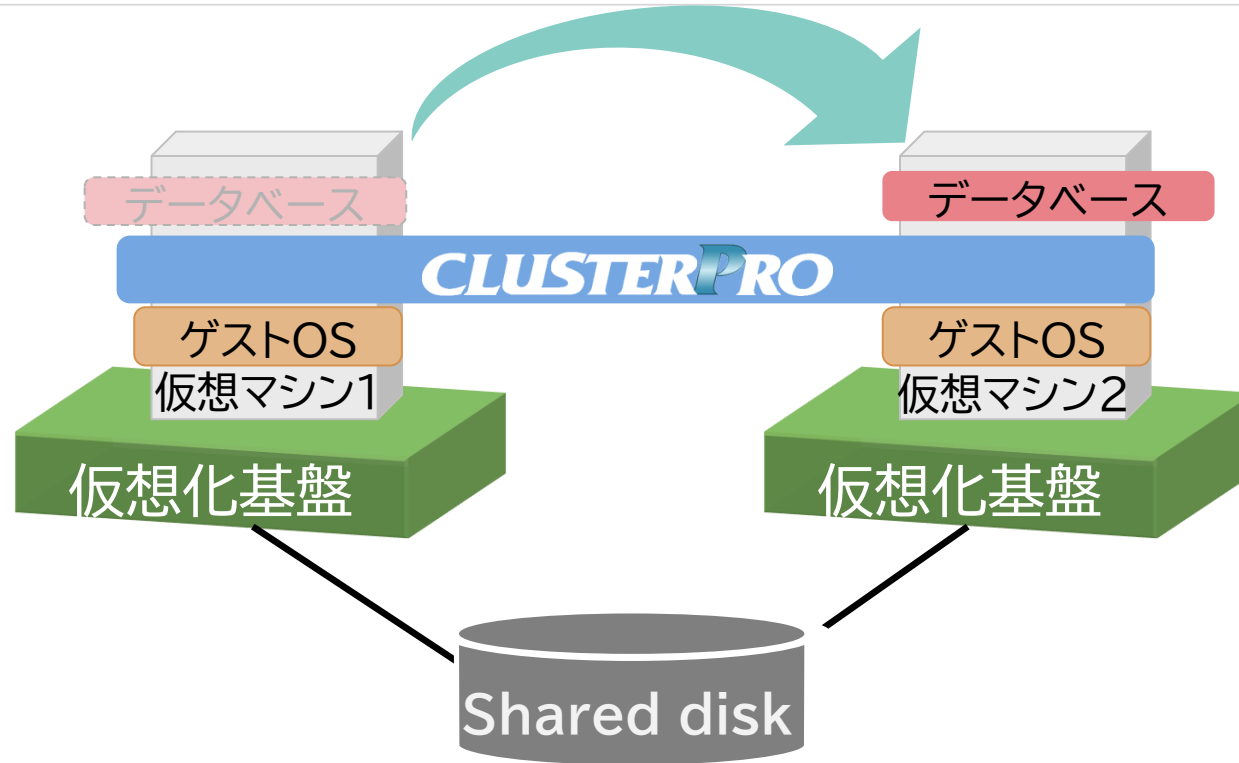 データベース
データベース
CLUSTERPRO
ゲストOS
ゲストOS
仮想マシン1
仮想マシン2
仮想化基盤
仮想化基盤
Shared disk